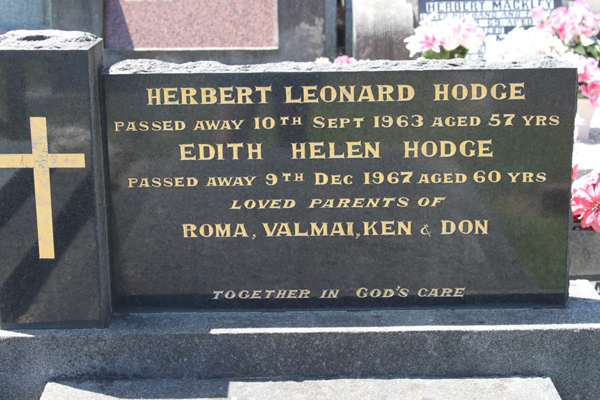 HERBERT MACKLEY
HERBERT LEONARD HODGE
PASSED AWAY 10TH SEPT 1963 AGED 57 YRS
EDITH HELEN HODGE
PASSED AWAY 9TH DEC 1967 AGED 60 YRS
LOVED PARENTS OF
ROMA, VALMAI, KEN & DON
TOGETHER IN GOD'S CARE